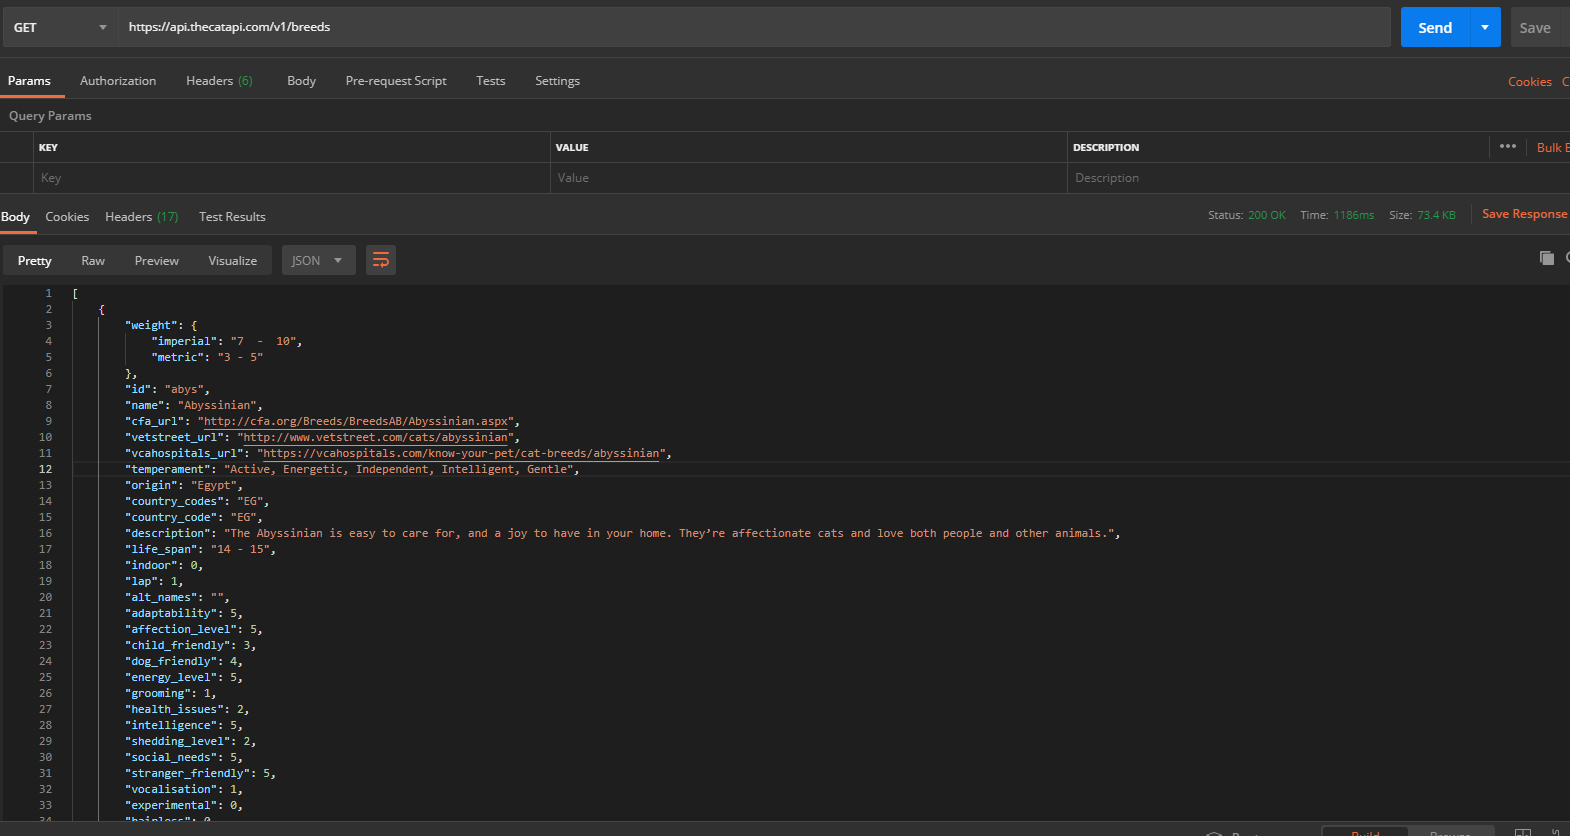 GET https://api.thecatapi.com/v1/breeds Send Save
Params Authorization Headers (6) Body Pre-request Script Tests Settings Cookies
Query Params
KEY VALUE DESCRIPTION ••• Bulk E
Key Value Description
Body Cookies Headers (17) Test Results Status: 200 OK Time: 1186ms Size: 73.4 KB Save Response
Pretty Raw Preview Visualize JSON
1 [
2 {
3 "weight": {
4 "imperial": "7  -  10",
5 "metric": "3 - 5"
6 },
7 "id": "abys",
8 "name": "Abyssinian",
9 "cfa_url": "http://cfa.org/Breeds/BreedsAB/Abyssinian.aspx",
10 "vetstreet_url": "http://www.vetstreet.com/cats/abyssinian",
11 "vcahospitals_url": "https://vcahospitals.com/know-your-pet/cat-breeds/abyssinian",
12 "temperament": "Active, Energetic, Independent, Intelligent, Gentle",
13 "origin": "Egypt",
14 "country_codes": "EG",
15 "country_code": "EG",
16 "description": "The Abyssinian is easy to care for, and a joy to have in your home. They’re affectionate cats and love both people and other animals.",
17 "life_span": "14 - 15",
18 "indoor": 0,
19 "lap": 1,
20 "alt_names": "",
21 "adaptability": 5,
22 "affection_level": 5,
23 "child_friendly": 3,
24 "dog_friendly": 4,
25 "energy_level": 5,
26 "grooming": 1,
27 "health_issues": 2,
28 "intelligence": 5,
29 "shedding_level": 2,
30 "social_needs": 5,
31 "stranger_friendly": 5,
32 "vocalisation": 1,
33 "experimental": 0,
34 "hairless": 0
Build Browse